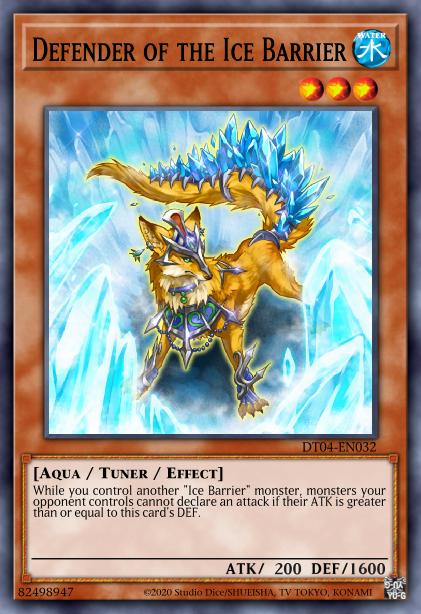 DEFENDER OF THE ICE BARRIER
WATER
水
DT04-EN032
[AQUA / TUNER / EFFECT]
While you control another "Ice Barrier" monster, monsters your
opponent controls cannot declare an attack if their ATK is greater
than or equal to this card's DEF.
ATK/ 200 DEF/1600
82498947
©2020 Studio Dice/SHUEISHA, TV TOKYO, KONAMI